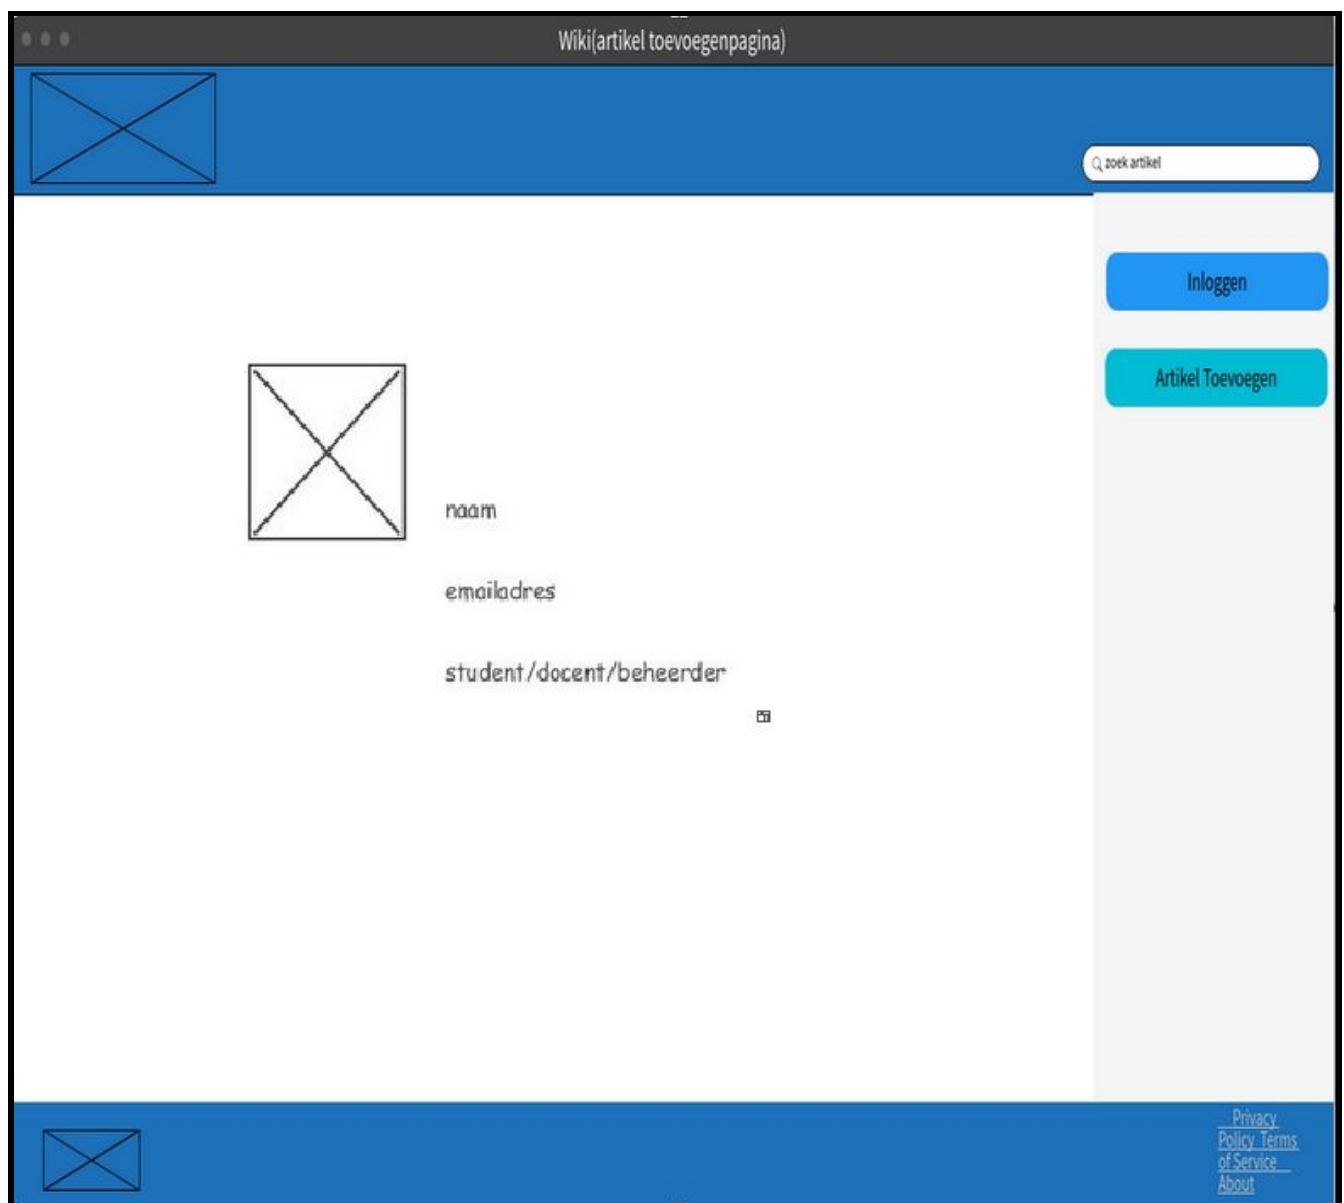 Wiki(artikel toevoegenpagina)
zoek artikel
Inloggen
Artikel Toevoegen
naam
emailadres
student/docent/beheerder
Privacy
Policy Terms
of Service
About